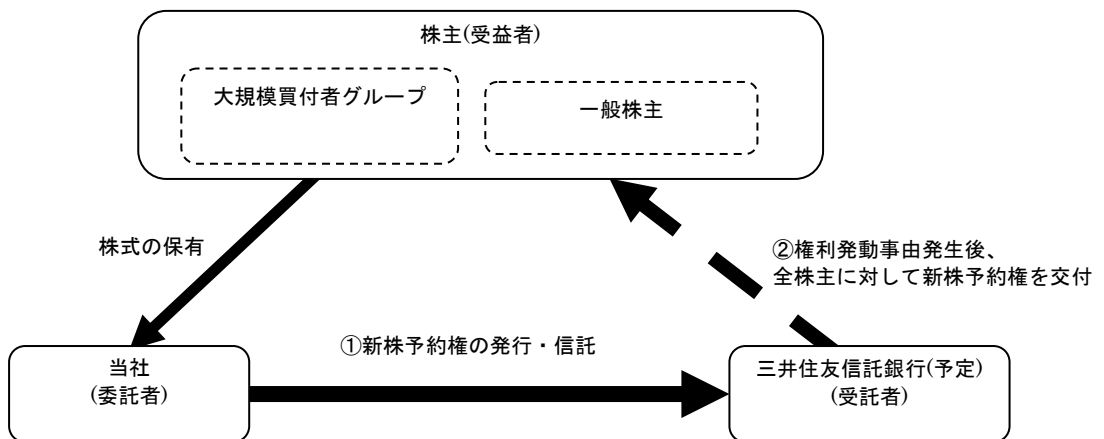 株主(受益者)
大規模買付者グループ
一般株主
株式の保有
②権利発動事由発生後、
全株主に対して新株予約権を交付
①新株予約権の発行・信託
当社
(委託者)
三井住友信託銀行(予定)
(受託者)